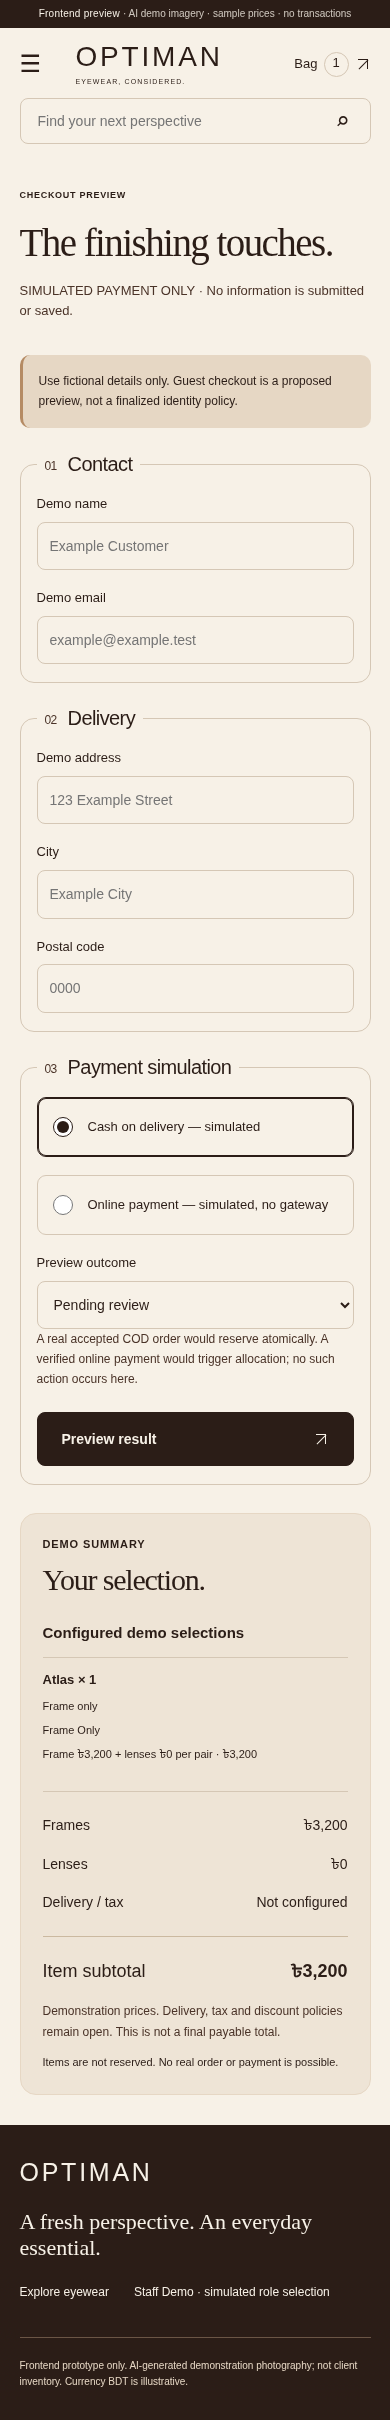 Frontend preview · AI demo imagery · sample prices · no transactions
OPTIMAN
EYEWEAR, CONSIDERED.
Bag 1
Find your next perspective
CHECKOUT PREVIEW
The finishing touches.
SIMULATED PAYMENT ONLY · No information is submitted
or saved.
Use fictional details only. Guest checkout is a proposed
preview, not a finalized identity policy.
01 Contact
Demo name
Example Customer
Demo email
example@example.test
02 Delivery
Demo address
123 Example Street
City
Example City
Postal code
0000
03 Payment simulation
Cash on delivery — simulated
Online payment — simulated, no gateway
Preview outcome
Pending review
A real accepted COD order would reserve atomically. A
verified online payment would trigger allocation; no such
action occurs here.
Preview result
DEMO SUMMARY
Your selection.
Configured demo selections
Atlas × 1
Frame only
Frame Only
Frame ৳3,200 + lenses ৳0 per pair · ৳3,200
Frames ৳3,200
Lenses ৳0
Delivery / tax Not configured
Item subtotal ৳3,200
Demonstration prices. Delivery, tax and discount policies
remain open. This is not a final payable total.
Items are not reserved. No real order or payment is possible.
OPTIMAN
A fresh perspective. An everyday
essential.
Explore eyewear Staff Demo · simulated role selection
Frontend prototype only. AI-generated demonstration photography; not client
inventory. Currency BDT is illustrative.